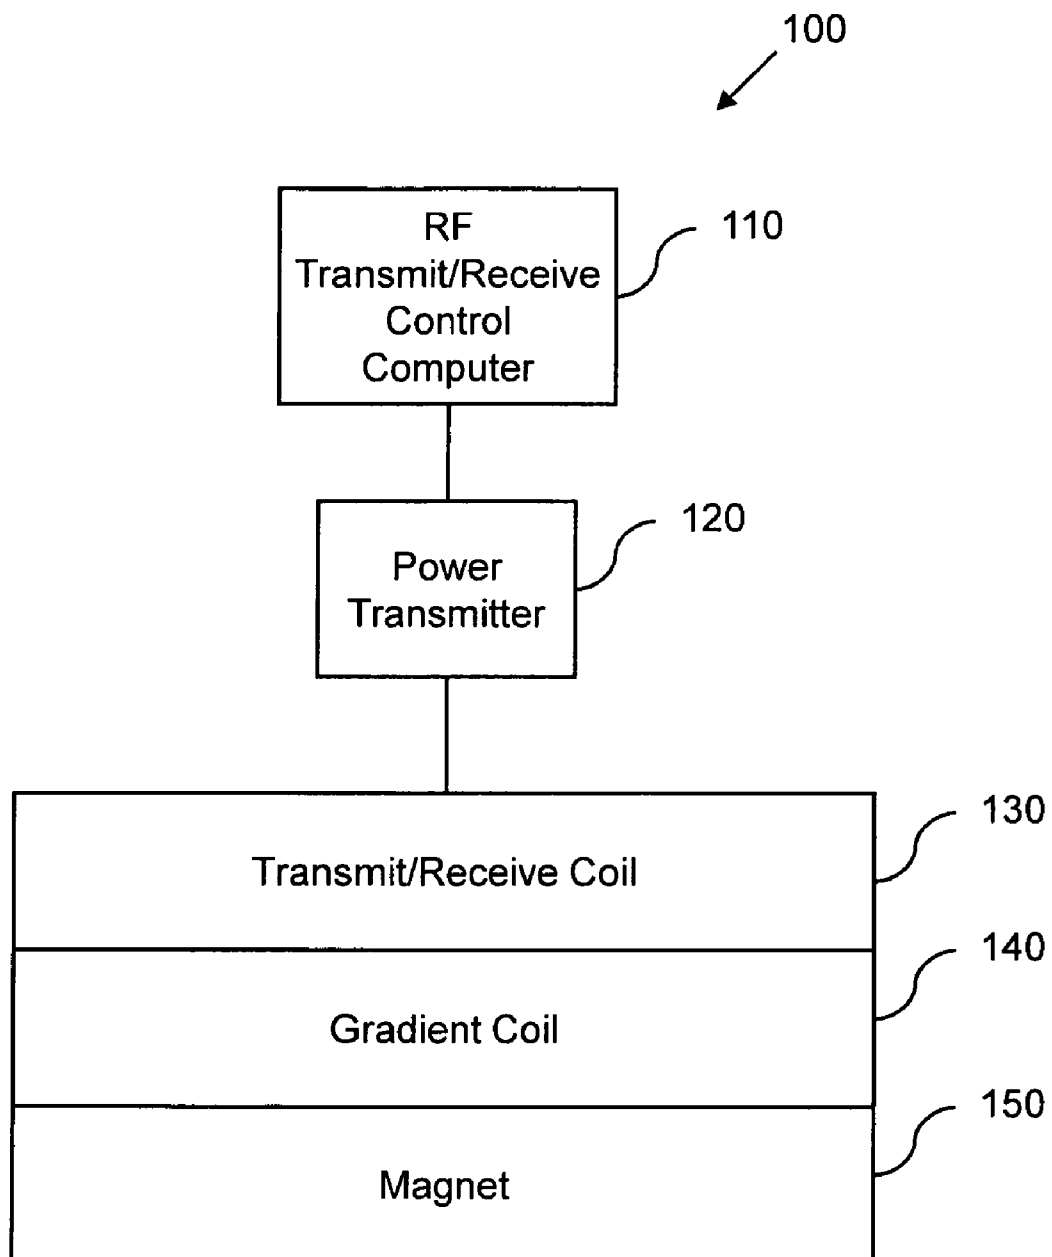 100
RF
Transmit/Receive
Control
Computer
110
Power
Transmitter
120
Transmit/Receive Coil
130
Gradient Coil
140
Magnet
150